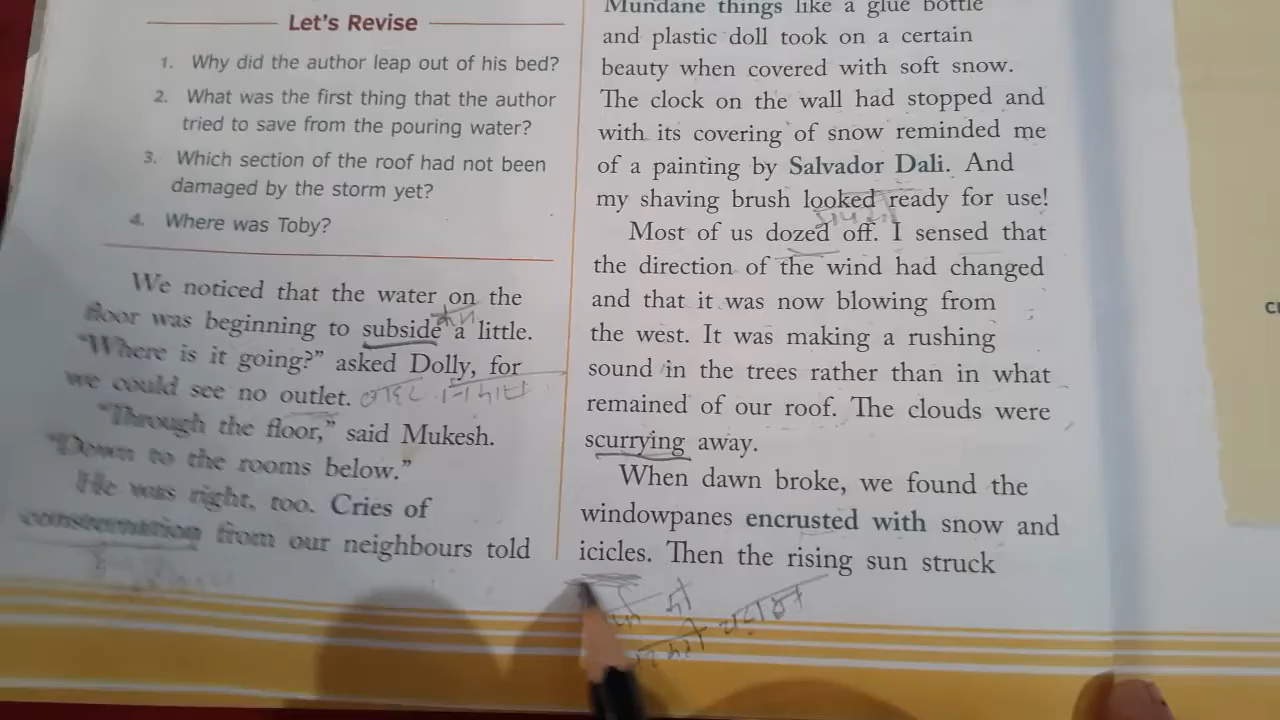 Let's Revise
1. Why did the author leap out of his bed?
2. What was the first thing that the author
tried to save from the pouring water?
3. Which section of the roof had not been
damaged by the storm yet?
4. Where was Toby?
We noticed that the water on the
floor was beginning to subside a little.
"Where is it going?" asked Dolly, for
we could see no outlet.
"Through the floor," said Mukesh.
"Down to the rooms below."
He was right, too. Cries of
consternation from our neighbours told
Mundane things like a glue bottle
and plastic doll took on a certain
beauty when covered with soft snow.
The clock on the wall had stopped and
with its covering of snow reminded me
of a painting by Salvador Dali. And
my shaving brush looked ready for use!
Most of us dozed off. I sensed that
the direction of the wind had changed
and that it was now blowing from
the west. It was making a rushing
sound in the trees rather than in what
remained of our roof. The clouds were
scurrying away.
When dawn broke, we found the
windowpanes encrusted with snow and
icicles. Then the rising sun struck